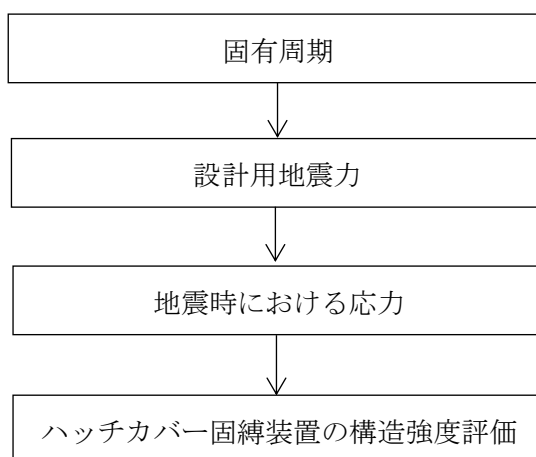 固有周期
設計用地震力
地震時における応力
ハッチカバー固縛装置の構造強度評価